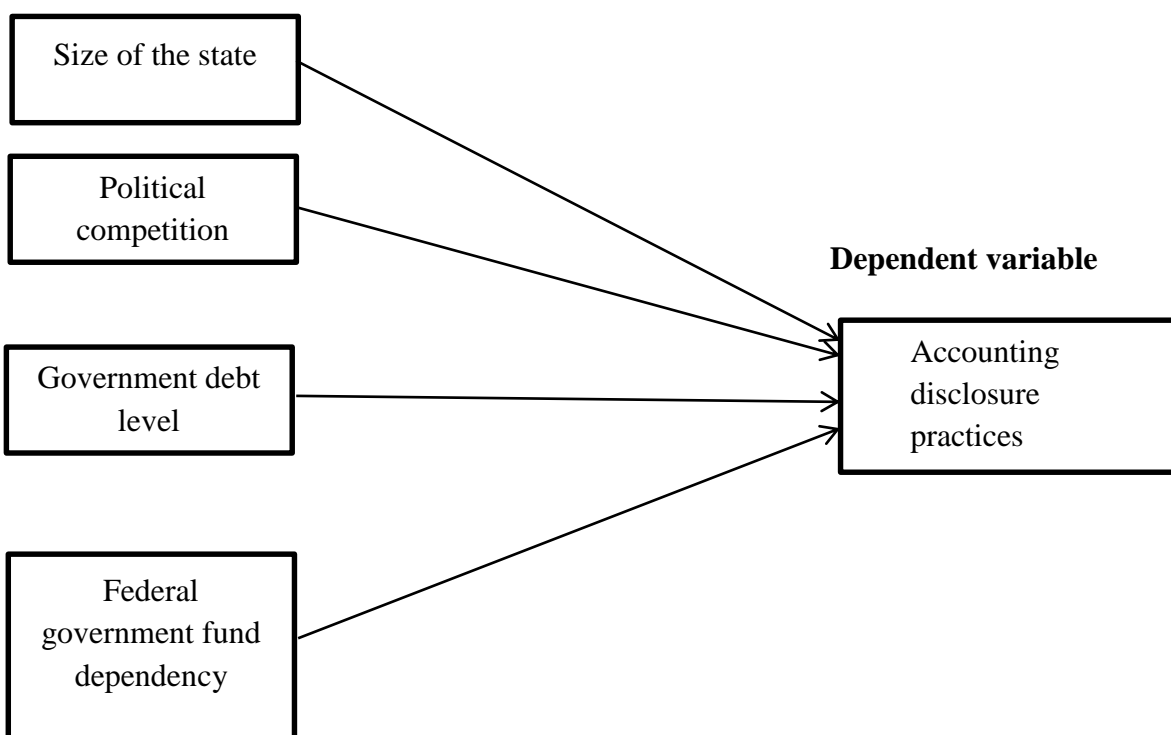 Size of the state
Political
competition
Dependent variable
Government debt
level
Accounting
disclosure
practices
Federal
government fund
dependency